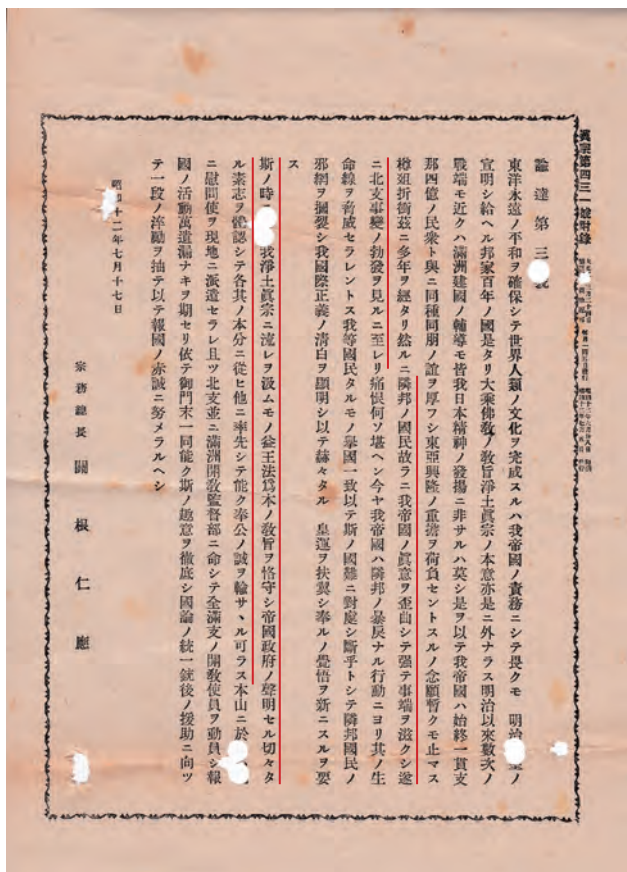 眞宗第四三一號附錄
諭達第三
東洋永遠ノ平和ヲ確保シテ世界人類ノ文化ヲ完成スルハ我帝國ノ責務ニシテ畏クモ　明治
宣明シ給ヘル邦家百年ノ國是タリ大乘佛敎ノ敎旨淨土眞宗ノ本意亦是ニ外ナラス明治以來數次ノ
戰端モ近クハ滿洲建國ノ輔導モ皆我日本精神ノ發揚ニ非サルハ莫シ是ヲ以テ我帝國ハ始終一貫支
那四億ノ民衆ト與ニ同種同朋ノ誼ヲ厚フシ東亞興隆ノ重擔ヲ荷負セントスルノ念願暫クモ止マス
樽俎折衝茲ニ多年ヲ經タリ然ルニ隣邦ノ國民故ラニ我帝國ノ眞意ヲ歪曲シテ强テ事端ヲ滋クシ遂
ニ北支事變ノ勃發ヲ見ルニ至レリ痛恨何ソ堪ヘン今ヤ我帝國ハ隣邦ノ暴戾ナル行動ニヨリ其ノ生
命線ヲ脅威セラレントス我等國民タルモノ擧國一致以テ斯ノ國難ニ對處シ斷乎トシテ隣邦國民ノ
邪網ヲ摑裂シ我國際正義ノ淸白ヲ顯明シ以テ赫々タル　皇運ヲ扶翼シ奉ルノ覺悟ヲ新ニスルヲ要
ス
斯ノ時　我淨土眞宗ニ流レヲ汲ムモノ益王法爲本ノ敎旨ヲ恪守シ帝國政府ノ聲明セル切々タ
ル素志ヲ體認シテ各其ノ本分ニ從ヒ他ニ率先シテ能ク奉公ノ誠ヲ輸サヽル可ラス本山ニ於
ニ慰問使ヲ現地ニ派遣セラレ且ツ北支並ニ滿洲開敎監督部ニ命シテ全滿支ノ開敎使員ヲ動員シ報
國ノ活動萬遺漏ナキヲ期セリ依テ御門末一同能ク斯ノ趣意ヲ徹底シ國論ノ統一銃後ノ援助ニ向ツ
テ一段ノ淬勵ヲ抽テ以テ報國ノ赤誠ニ努メラルヘシ
昭　十二年七月十七日
宗務總長　關根仁應